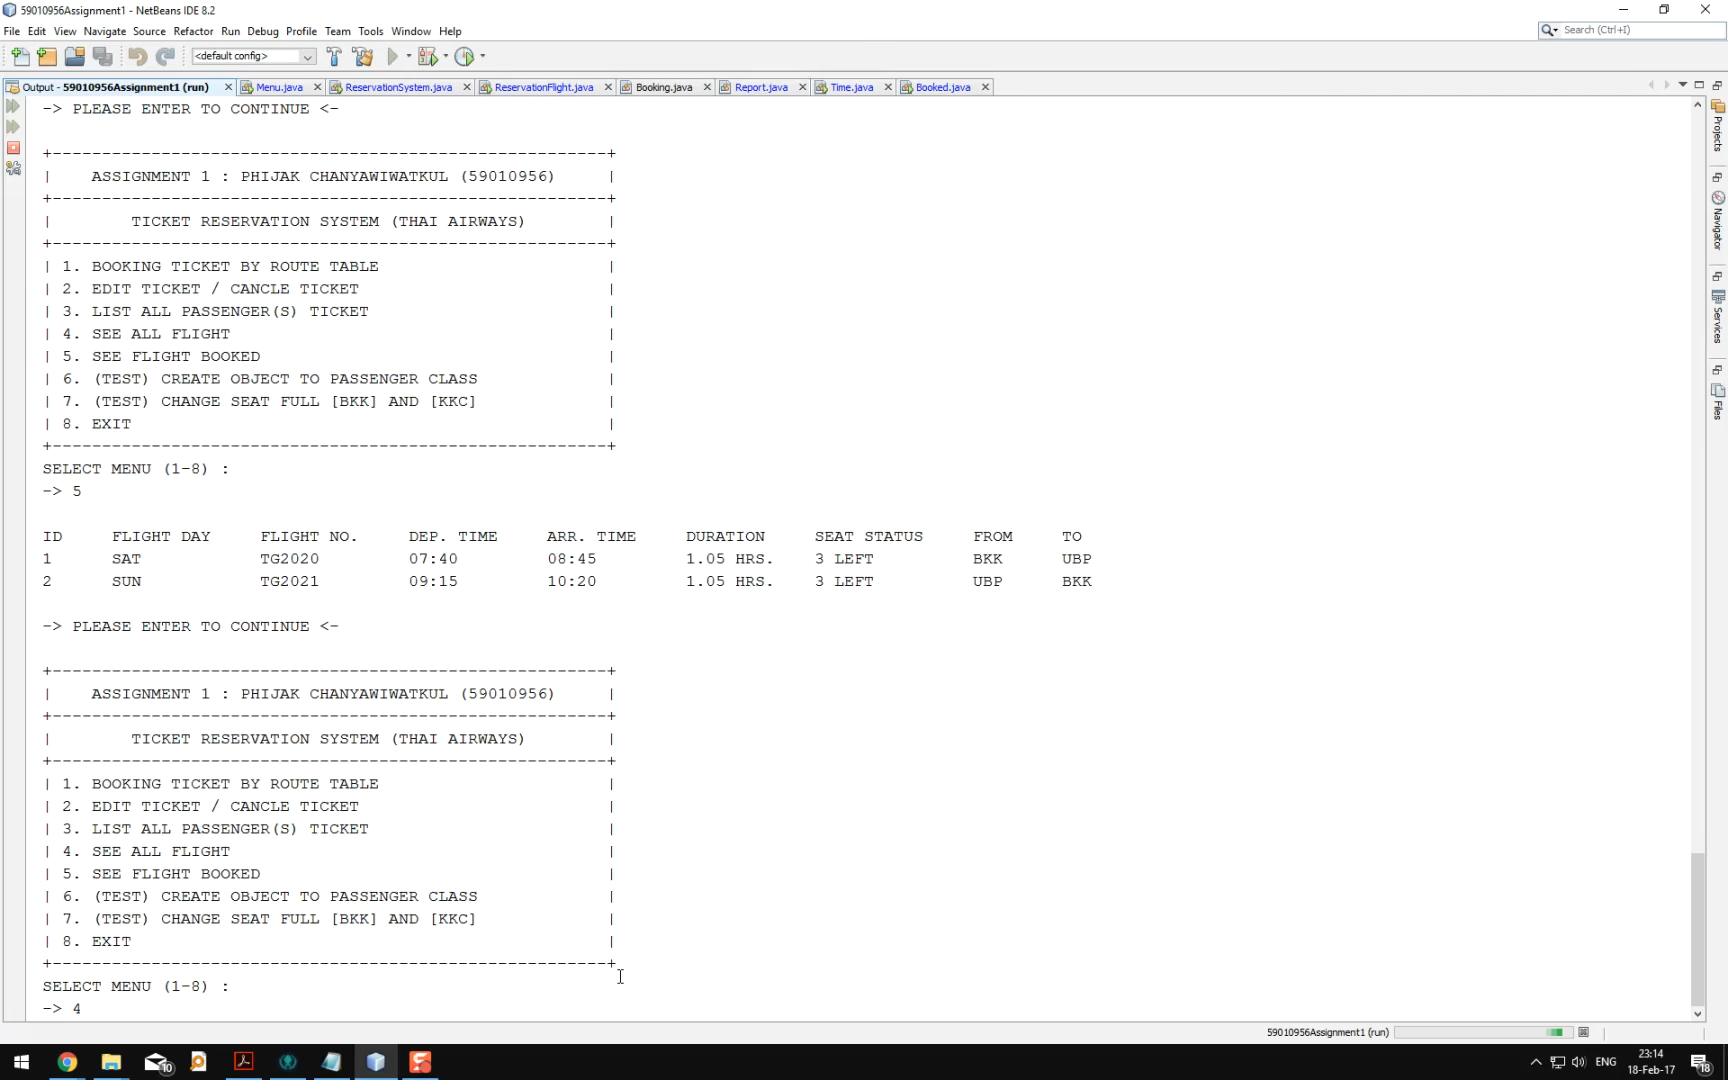 59010956Assignment1 - NetBeans IDE 8.2
File Edit View Navigate Source Refactor Run Debug Profile Team Tools Window Help
Search (Ctrl+I)
<default config>
Output - 59010956Assignment1 (run) Menu.java ReservationSystem.java ReservationFlight.java Booking.java Report.java Time.java Booked.java
-> PLEASE ENTER TO CONTINUE <-
+--------------------------------------------------------+
| ASSIGNMENT 1 : PHIJAK CHANYAWIWATKUL (59010956) |
+--------------------------------------------------------+
| TICKET RESERVATION SYSTEM (THAI AIRWAYS) |
+--------------------------------------------------------+
| 1. BOOKING TICKET BY ROUTE TABLE |
| 2. EDIT TICKET / CANCLE TICKET |
| 3. LIST ALL PASSENGER(S) TICKET |
| 4. SEE ALL FLIGHT |
| 5. SEE FLIGHT BOOKED |
| 6. (TEST) CREATE OBJECT TO PASSENGER CLASS |
| 7. (TEST) CHANGE SEAT FULL [BKK] AND [KKC] |
| 8. EXIT |
+--------------------------------------------------------+
SELECT MENU (1-8) :
-> 5
ID FLIGHT DAY FLIGHT NO. DEP. TIME ARR. TIME DURATION SEAT STATUS FROM TO
1 SAT TG2020 07:40 08:45 1.05 HRS. 3 LEFT BKK UBP
2 SUN TG2021 09:15 10:20 1.05 HRS. 3 LEFT UBP BKK
-> PLEASE ENTER TO CONTINUE <-
+--------------------------------------------------------+
| ASSIGNMENT 1 : PHIJAK CHANYAWIWATKUL (59010956) |
+--------------------------------------------------------+
| TICKET RESERVATION SYSTEM (THAI AIRWAYS) |
+--------------------------------------------------------+
| 1. BOOKING TICKET BY ROUTE TABLE |
| 2. EDIT TICKET / CANCLE TICKET |
| 3. LIST ALL PASSENGER(S) TICKET |
| 4. SEE ALL FLIGHT |
| 5. SEE FLIGHT BOOKED |
| 6. (TEST) CREATE OBJECT TO PASSENGER CLASS |
| 7. (TEST) CHANGE SEAT FULL [BKK] AND [KKC] |
| 8. EXIT |
+--------------------------------------------------------+
SELECT MENU (1-8) :
-> 4
Projects
Navigator
Services
Files
59010956Assignment1 (run)
10
ENG
23:14
18-Feb-17
18